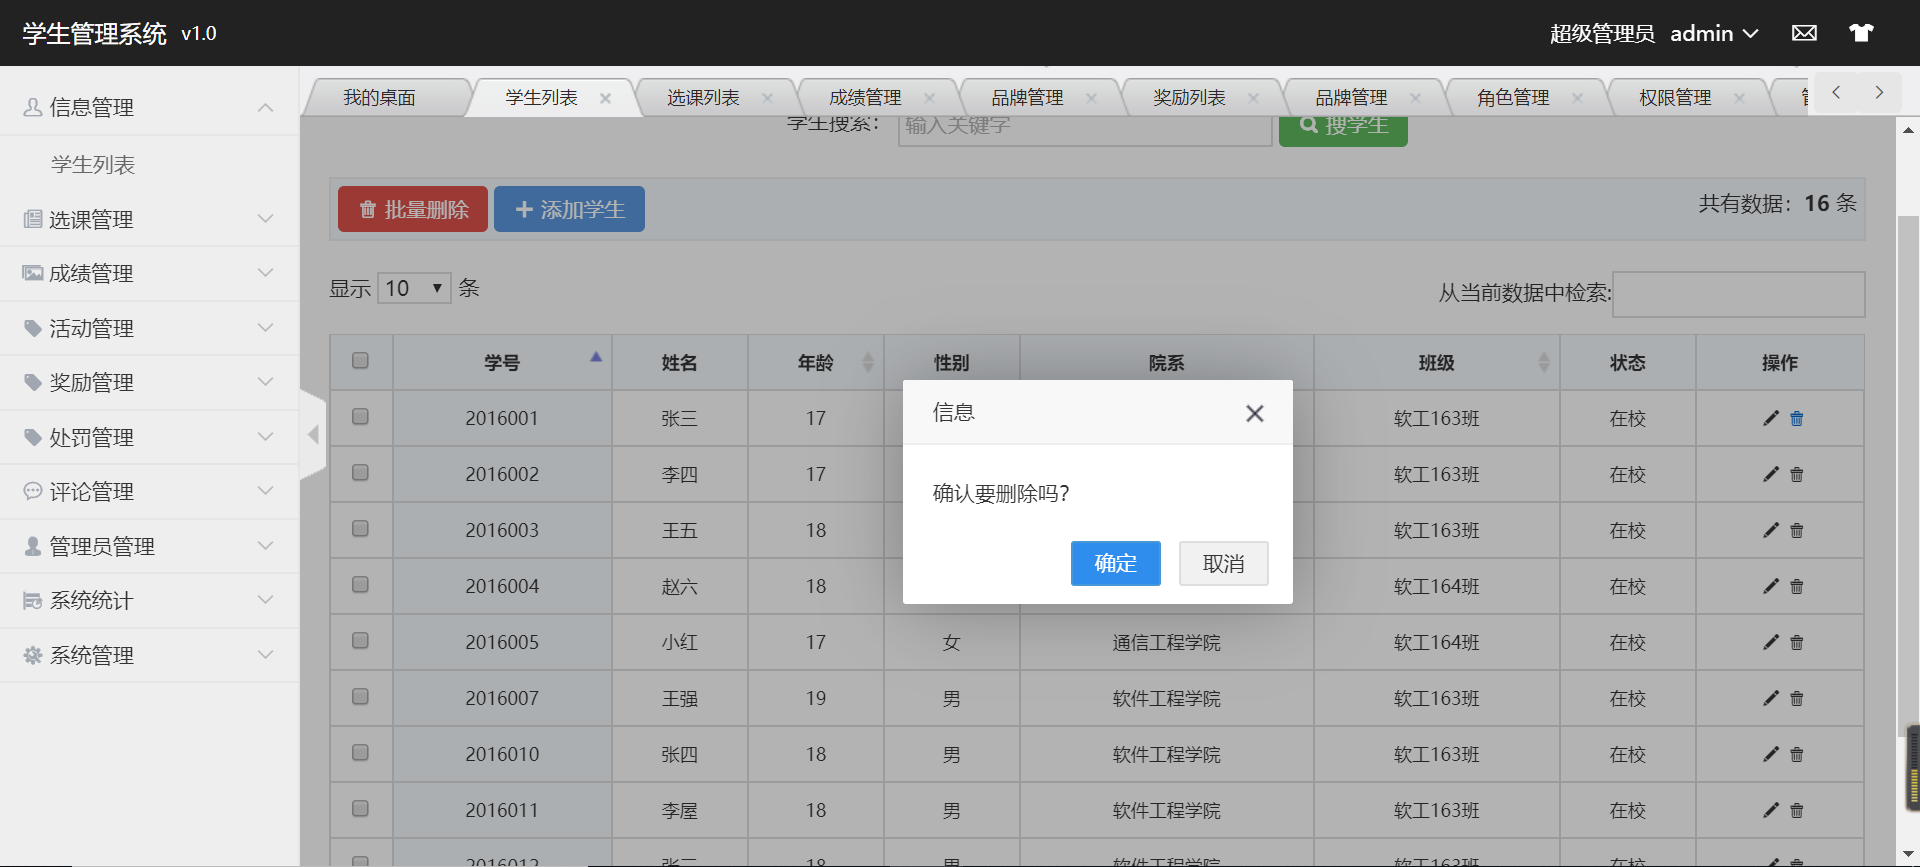 学生管理系统 v1.0
超级管理员 admin
信息管理
学生列表
选课管理
成绩管理
活动管理
奖励管理
处罚管理
评论管理
管理员管理
系统统计
系统管理
我的桌面 学生列表 选课列表 成绩管理 品牌管理 奖励列表 品牌管理 角色管理 权限管理
学生搜索： 输入关键字 搜学生
批量删除 添加学生 共有数据：16 条
显示 10 条 从当前数据中检索:
学号 姓名 年龄 性别 院系 班级 状态 操作
2016001 张三 17 软工163班 在校
2016002 李四 17 软工163班 在校
2016003 王五 18 软工163班 在校
2016004 赵六 18 软工164班 在校
2016005 小红 17 女 通信工程学院 软工164班 在校
2016007 王强 19 男 软件工程学院 软工163班 在校
2016010 张四 18 男 软件工程学院 软工163班 在校
2016011 李屋 18 男 软件工程学院 软工163班 在校
2016012 张三 18 男 软件工程学院 软工163班 在校
信息
确认要删除吗？
确定 取消